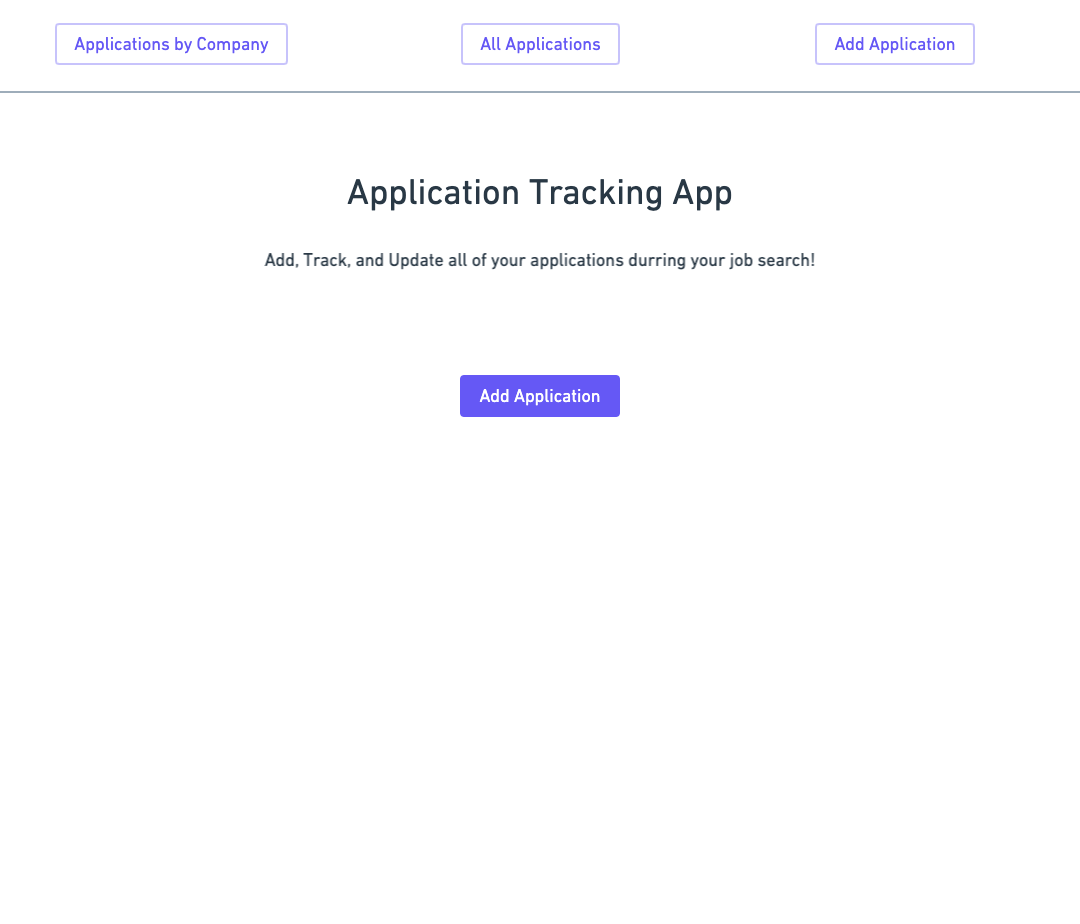 Applications by Company
All Applications
Add Application
Application Tracking App
Add, Track, and Update all of your applications durring your job search!
Add Application